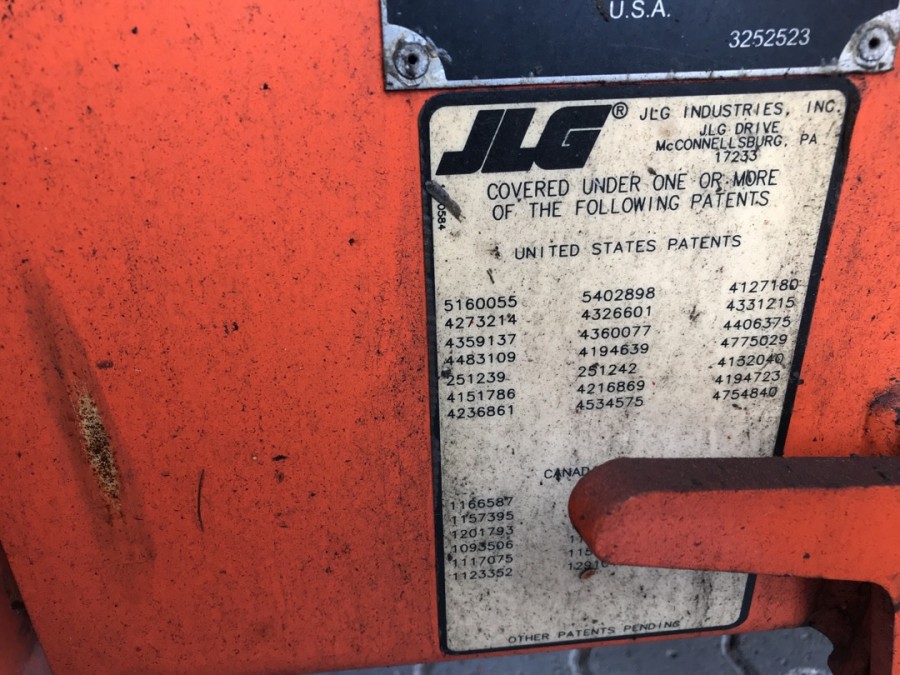 U.S.A.
3252523
JLG® JLG INDUSTRIES, INC.
JLG DRIVE
McCONNELLSBURG, PA
17233
COVERED UNDER ONE OR MORE
OF THE FOLLOWING PATENTS
0584
UNITED STATES PATENTS
5160055 5402898 4127180
4273214 4326601 4331215
4359137 4360077 4406375
4483109 4194639 4775029
251239 251242 4132040
4151786 4216869 4194723
4236861 4534575 4754840
1166587
1157395
1201793
1093506
1117075
1123352
OTHER PATENTS PENDING